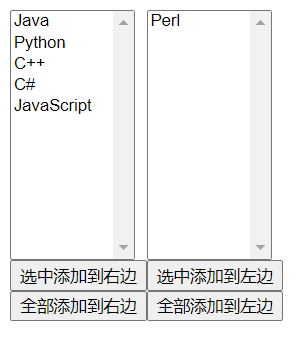 Java
Python
C++
C#
JavaScript
Perl
选中添加到右边
选中添加到左边
全部添加到右边
全部添加到左边